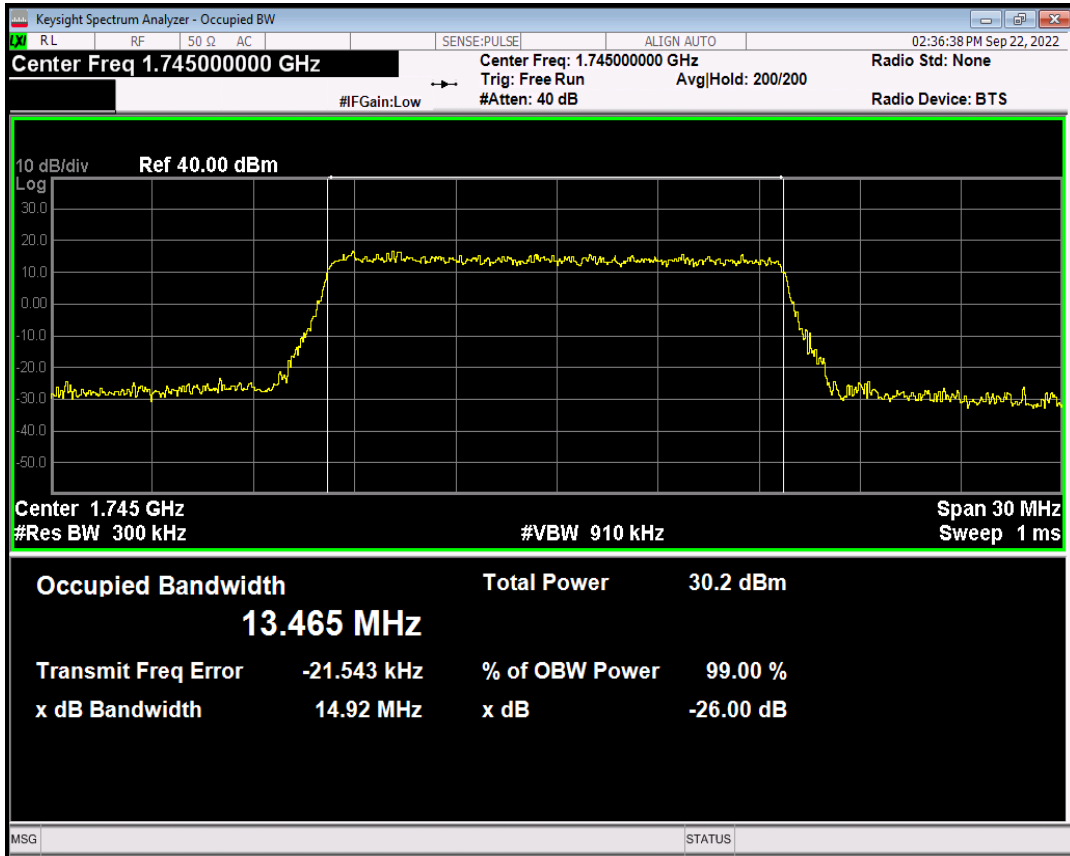 Keysight Spectrum Analyzer - Occupied BW
LXI RL RF 50 Ω AC SENSE:PULSE ALIGN AUTO 02:36:38 PM Sep 22, 2022
Center Freq 1.745000000 GHz Center Freq: 1.745000000 GHz Radio Std: None
Trig: Free Run Avg|Hold: 200/200
#IFGain:Low #Atten: 40 dB Radio Device: BTS
10 dB/div Ref 40.00 dBm
Log
30.0
20.0
10.0
0.00
-10.0
-20.0
-30.0
-40.0
-50.0
Center 1.745 GHz Span 30 MHz
#Res BW 300 kHz #VBW 910 kHz Sweep 1 ms
Occupied Bandwidth Total Power 30.2 dBm
13.465 MHz
Transmit Freq Error -21.543 kHz % of OBW Power 99.00 %
x dB Bandwidth 14.92 MHz x dB -26.00 dB
MSG STATUS